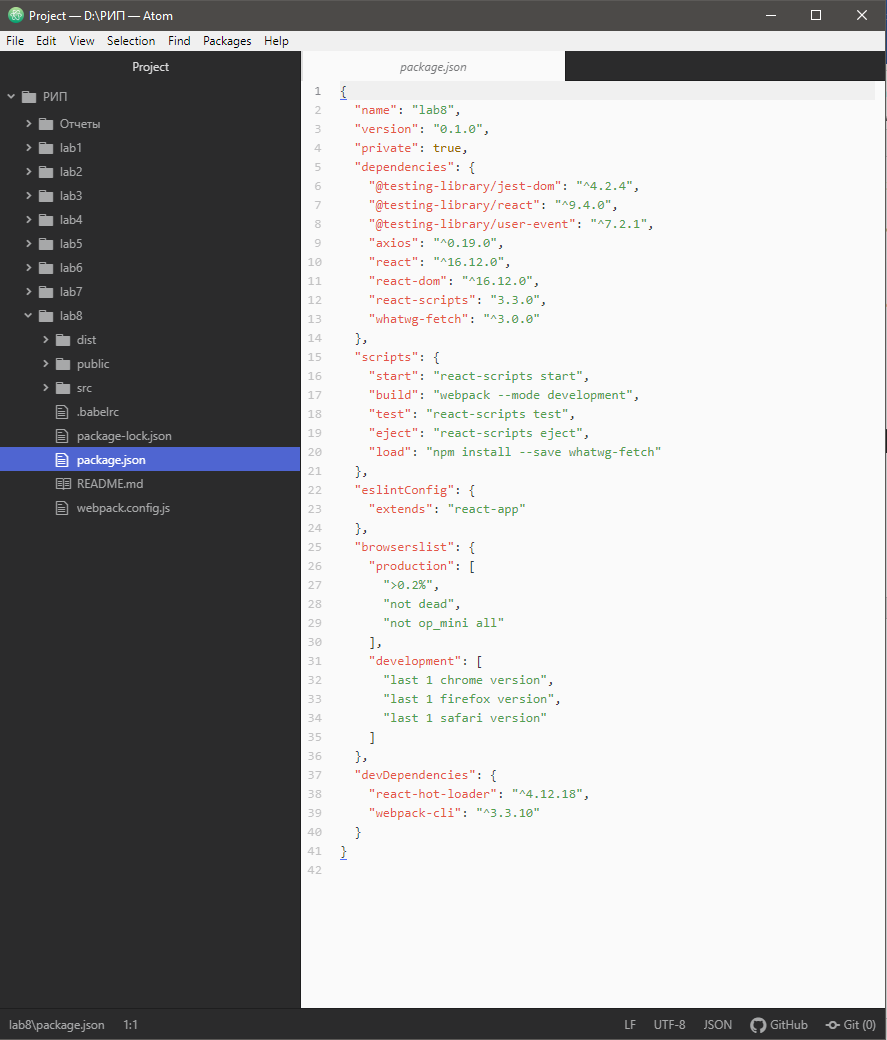 Project — D:\РИП — Atom
File Edit View Selection Find Packages Help
Project
РИП
Отчеты
lab1
lab2
lab3
lab4
lab5
lab6
lab7
lab8
dist
public
src
.babelrc
package-lock.json
package.json
README.md
webpack.config.js
package.json
1 {
2 "name": "lab8",
3 "version": "0.1.0",
4 "private": true,
5 "dependencies": {
6 "@testing-library/jest-dom": "^4.2.4",
7 "@testing-library/react": "^9.4.0",
8 "@testing-library/user-event": "^7.2.1",
9 "axios": "^0.19.0",
10 "react": "^16.12.0",
11 "react-dom": "^16.12.0",
12 "react-scripts": "3.3.0",
13 "whatwg-fetch": "^3.0.0"
14 },
15 "scripts": {
16 "start": "react-scripts start",
17 "build": "webpack --mode development",
18 "test": "react-scripts test",
19 "eject": "react-scripts eject",
20 "load": "npm install --save whatwg-fetch"
21 },
22 "eslintConfig": {
23 "extends": "react-app"
24 },
25 "browserslist": {
26 "production": [
27 ">0.2%",
28 "not dead",
29 "not op_mini all"
30 ],
31 "development": [
32 "last 1 chrome version",
33 "last 1 firefox version",
34 "last 1 safari version"
35 ]
36 },
37 "devDependencies": {
38 "react-hot-loader": "^4.12.18",
39 "webpack-cli": "^3.3.10"
40 }
41 }
42
lab8\package.json 1:1 LF UTF-8 JSON GitHub Git (0)